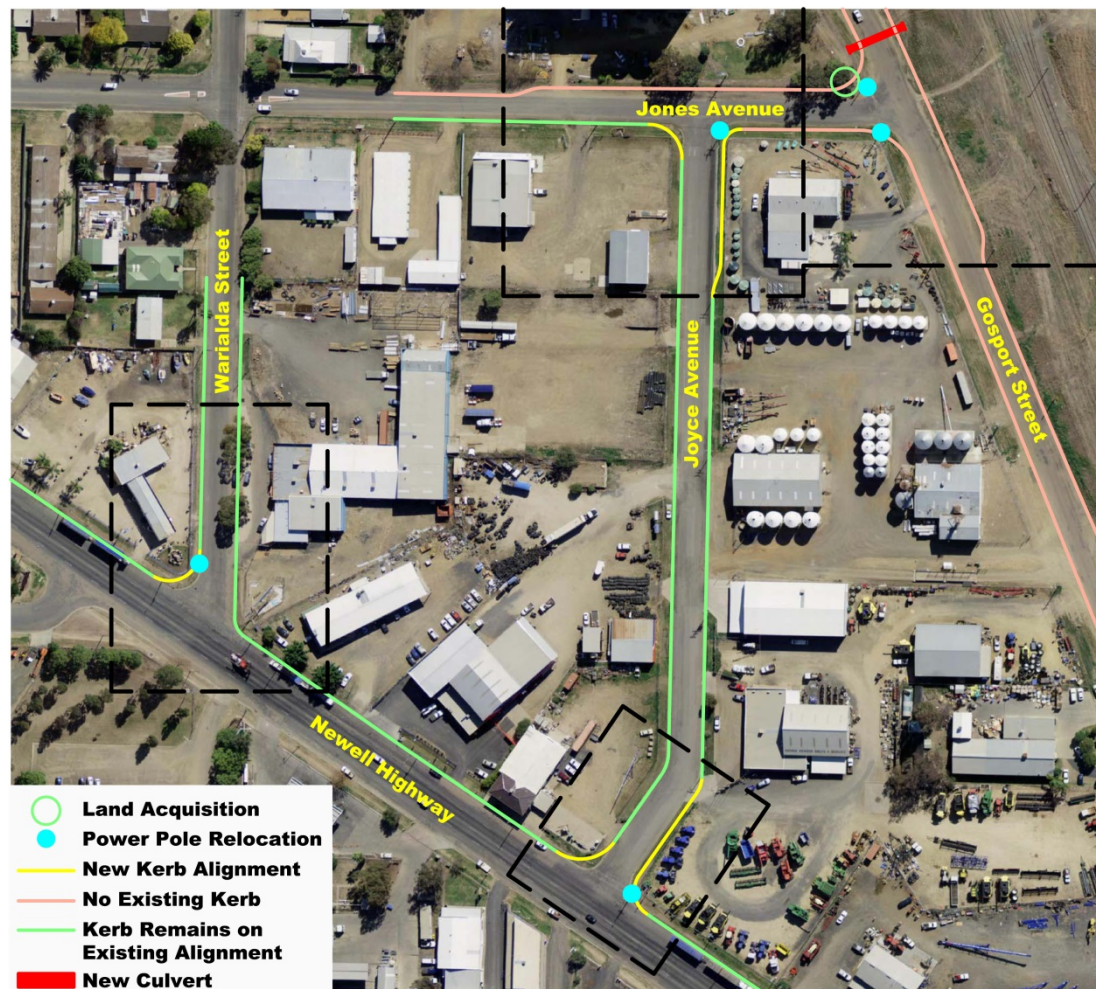 Jones Avenue
Warialda Street
Joyce Avenue
Gosport Street
Newell Highway
Land Acquisition
Power Pole Relocation
New Kerb Alignment
No Existing Kerb
Kerb Remains on
Existing Alignment
New Culvert